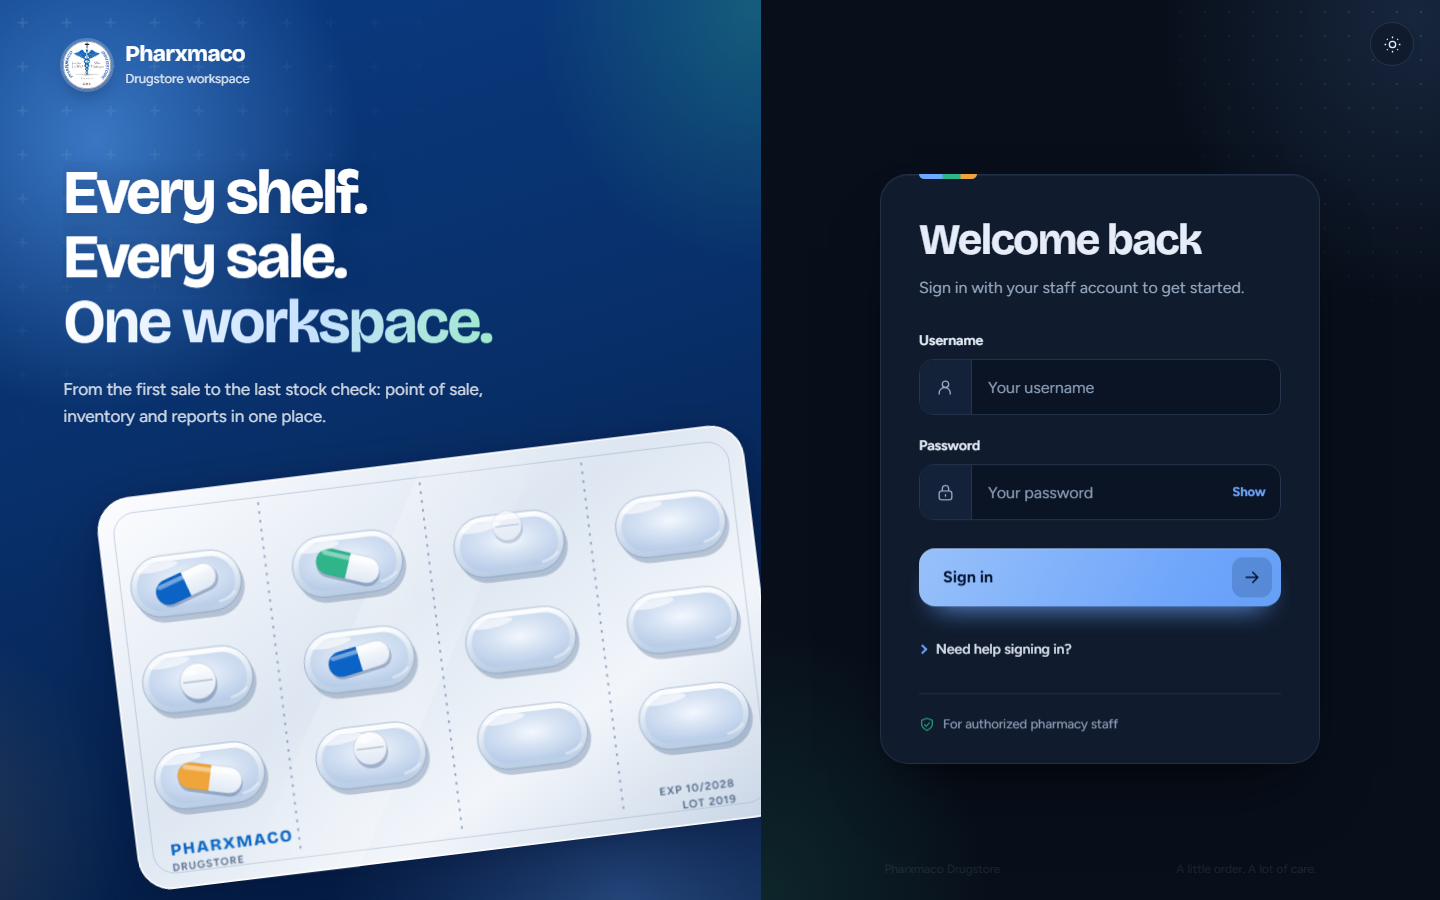 Pharxmaco
Drugstore workspace
Every shelf.
Every sale.
One workspace.
From the first sale to the last stock check: point of sale,
inventory and reports in one place.
EXP 10/2028
LOT 2019
PHARXMACO
DRUGSTORE
Welcome back
Sign in with your staff account to get started.
Username
Your username
Password
Your password
Show
Sign in
Need help signing in?
For authorized pharmacy staff
Pharxmaco Drugstore
A little order. A lot of care.